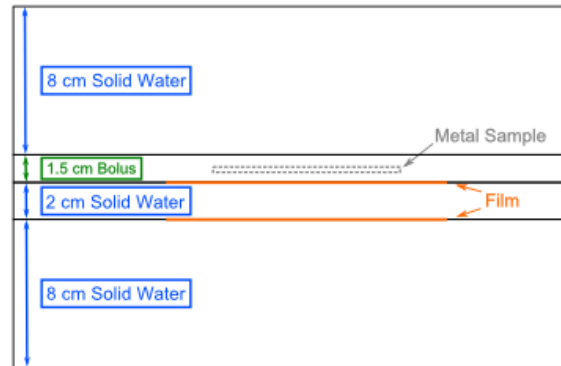 8 cm Solid Water
Metal Sample
1.5 cm Bolus
2 cm Solid Water
Film
8 cm Solid Water